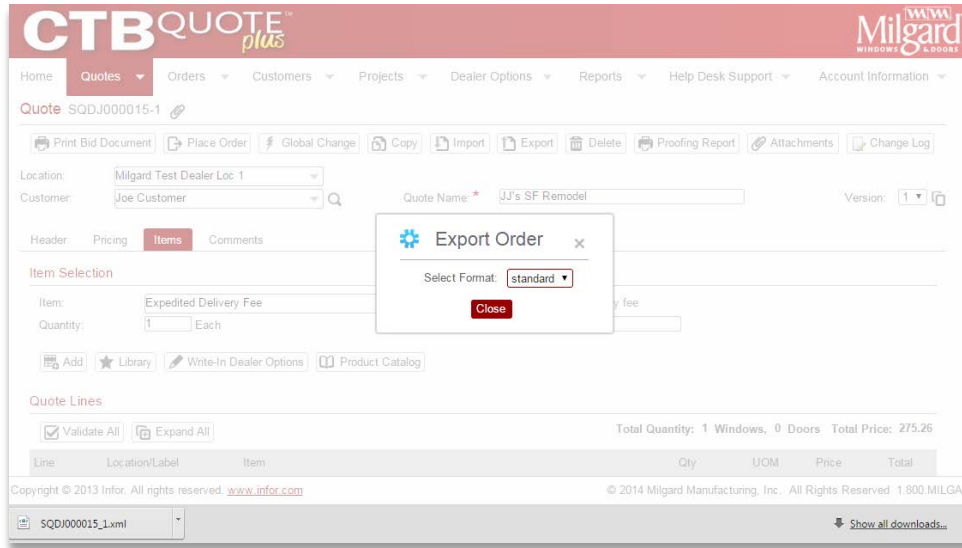 CTBQUOTE plus™
Milgard
WINDOWS & DOORS
Home Quotes Orders Customers Projects Dealer Options Reports Help Desk Support Account Information
Quote SQDJ000015-1
Print Bid Document Place Order Global Change Copy Import Export Delete Proofing Report Attachments Change Log
Location: Milgard Test Dealer Loc 1
Customer: Joe Customer Quote Name: * JJ's SF Remodel Version: 1
Header Pricing Items Comments
Export Order ×
Select Format: standard
Close
Item Selection
Item: Expedited Delivery Fee y fee
Quantity: 1 Each
Add Library Write-In Dealer Options Product Catalog
Quote Lines
Validate All Expand All Total Quantity: 1 Windows, 0 Doors Total Price: 275.26
Line Location/Label Item Qty UOM Price Total
Copyright © 2013 Infor. All rights reserved. www.infor.com © 2014 Milgard Manufacturing, Inc. All Rights Reserved 1.800.MILGA
SQDJ000015_1.xml Show all downloads...